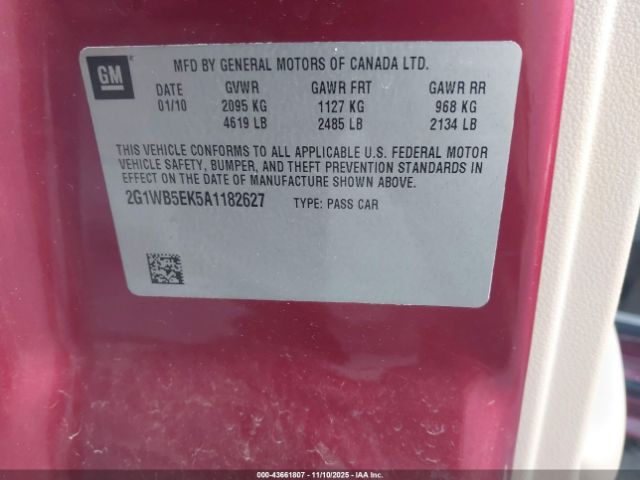 GM
MFD BY GENERAL MOTORS OF CANADA LTD.
DATE GVWR GAWR FRT GAWR RR
01/10 2095 KG 1127 KG 968 KG
4619 LB 2485 LB 2134 LB
THIS VEHICLE CONFORMS TO ALL APPLICABLE U.S. FEDERAL MOTOR
VEHICLE SAFETY, BUMPER, AND THEFT PREVENTION STANDARDS IN
EFFECT ON THE DATE OF MANUFACTURE SHOWN ABOVE.
2G1WB5EK5A1182627 TYPE: PASS CAR
000-43661807 - 11/10/2025 - IAA Inc.